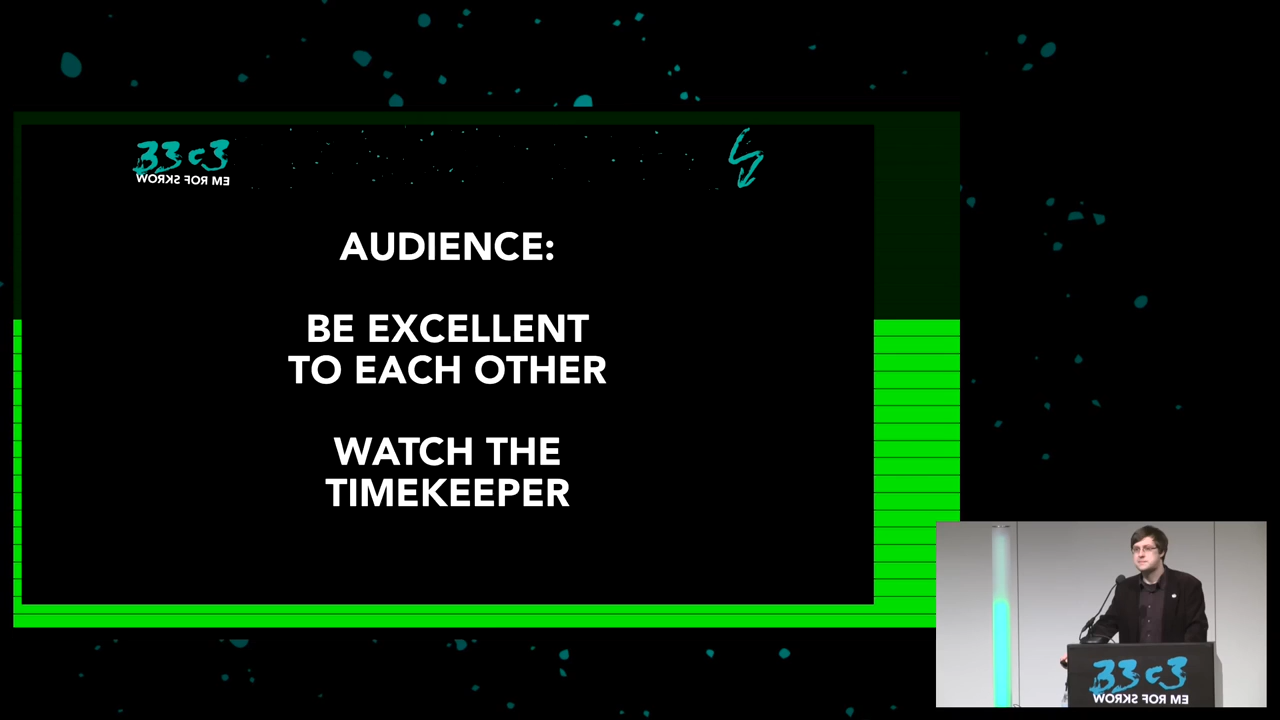 33c3
WORKS FOR ME
AUDIENCE:
BE EXCELLENT
TO EACH OTHER
WATCH THE
TIMEKEEPER
33c3
WORKS FOR ME